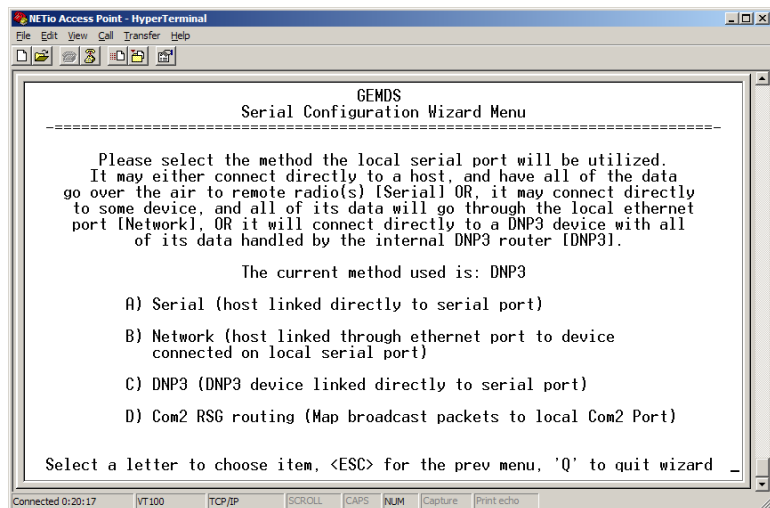 NETio Access Point - HyperTerminal
File Edit View Call Transfer Help
GEMDS
Serial Configuration Wizard Menu
-==========================================================================-
Please select the method the local serial port will be utilized.
It may either connect directly to a host, and have all of the data
go over the air to remote radio(s) [Serial] OR, it may connect directly
to some device, and all of its data will go through the local ethernet
port [Network], OR it will connect directly to a DNP3 device with all
of its data handled by the internal DNP3 router [DNP3].
The current method used is: DNP3
A) Serial (host linked directly to serial port)
B) Network (host linked through ethernet port to device
connected on local serial port)
C) DNP3 (DNP3 device linked directly to serial port)
D) Com2 RSG routing (Map broadcast packets to local Com2 Port)
Select a letter to choose item, <ESC> for the prev menu, 'Q' to quit wizard _
Connected 0:20:17 VT100 TCP/IP SCROLL CAPS NUM Capture Print echo